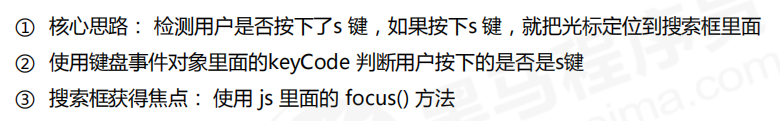 ① 核心思路： 检测用户是否按下了s 键，如果按下s 键，就把光标定位到搜索框里面
② 使用键盘事件对象里面的keyCode 判断用户按下的是否是s键
③ 搜索框获得焦点： 使用 js 里面的 focus() 方法